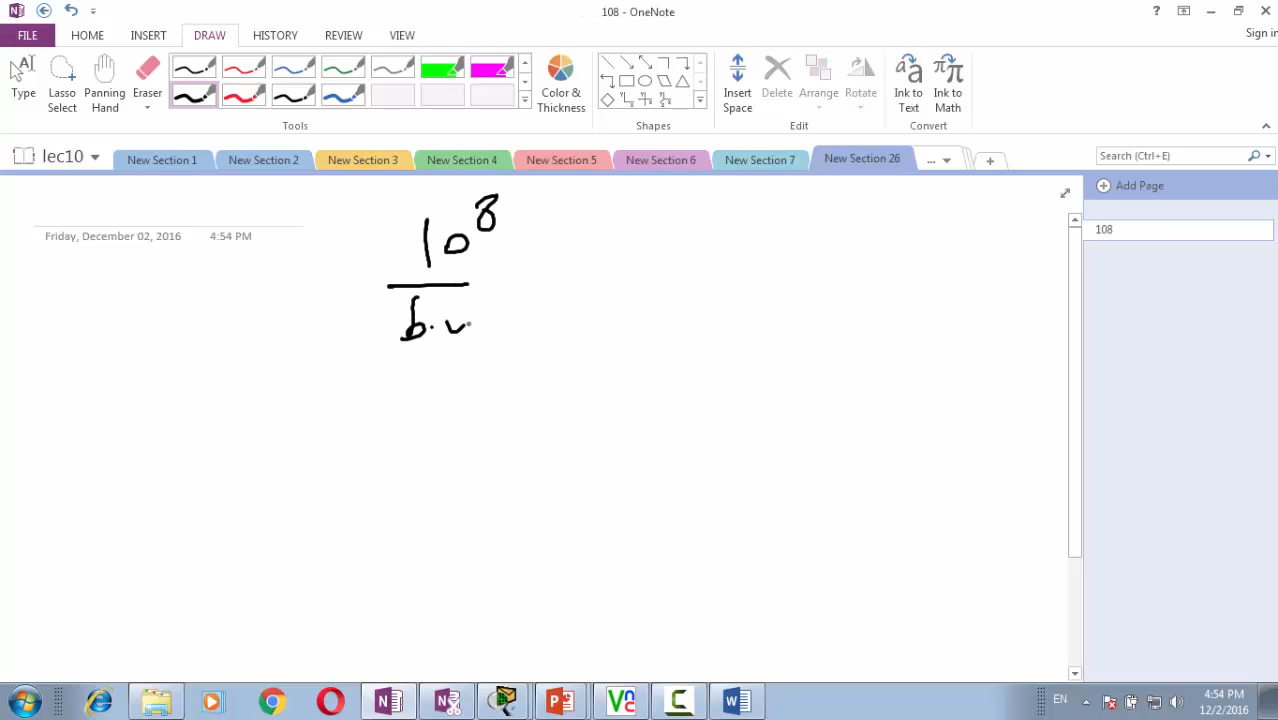 108 - OneNote
?
Sign in
FILE HOME INSERT DRAW HISTORY REVIEW VIEW
Type
Lasso Select
Panning Hand
Eraser
Color & Thickness
Insert Space
Delete
Arrange
Rotate
Ink to Text
Ink to Math
Tools
Shapes
Edit
Convert
lec10
New Section 1 New Section 2 New Section 3 New Section 4 New Section 5 New Section 6 New Section 7 New Section 26 ...
Search (Ctrl+E)
Add Page
108
Friday, December 02, 2016 4:54 PM
10⁸
b.v
EN
4:54 PM
12/2/2016